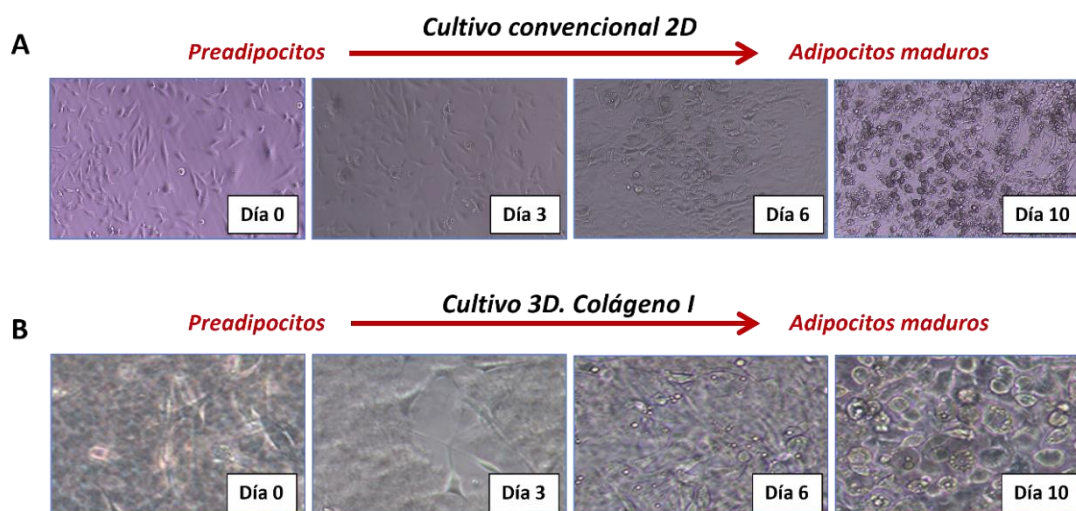 A
Cultivo convencional 2D
Preadipocitos
Adipocitos maduros
Día 0
Día 3
Día 6
Día 10
B
Cultivo 3D. Colágeno I
Preadipocitos
Adipocitos maduros
Día 0
Día 3
Día 6
Día 10